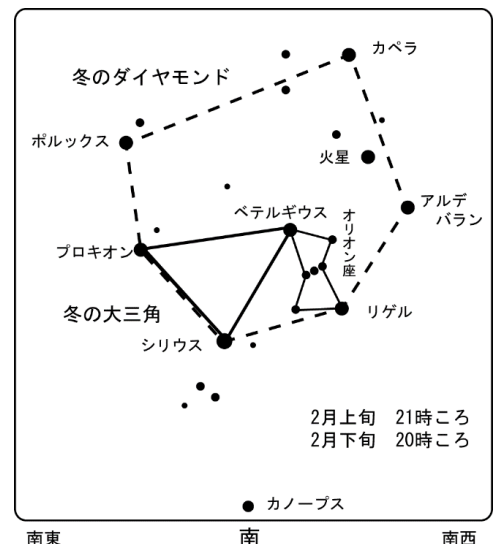 カペラ
冬のダイヤモンド
ポルックス
火星
アルデ
バラン
ベテルギウス
オリオン座
プロキオン
冬の大三角
リゲル
シリウス
2月上旬 21時ころ
2月下旬 20時ころ
カノープス
南東
南
南西